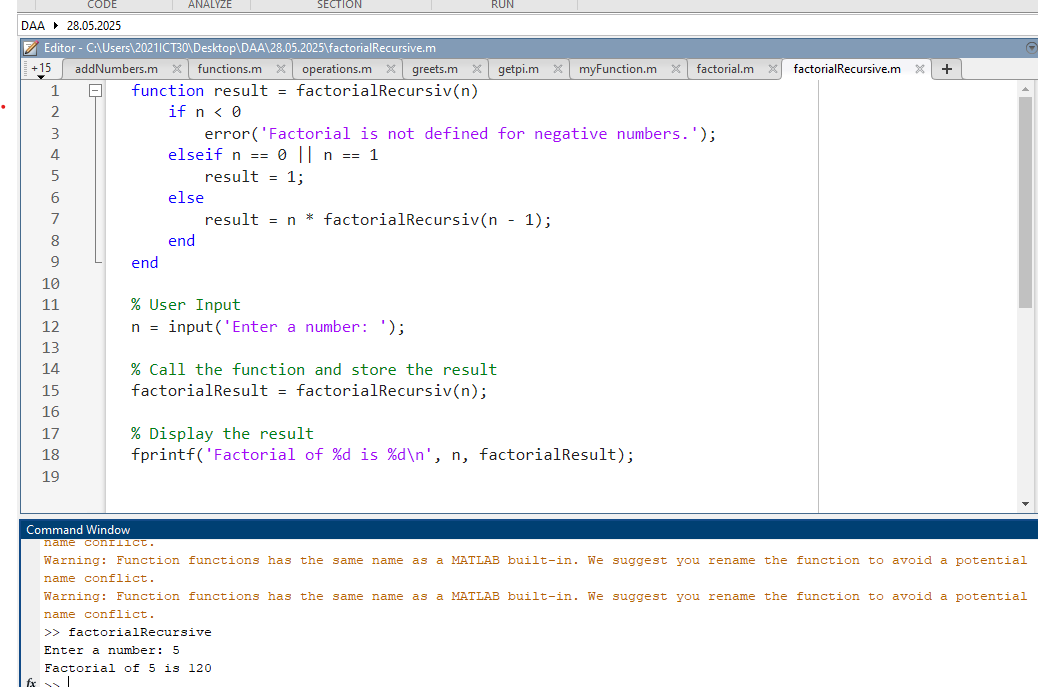 CODE ANALYZE SECTION RUN
DAA ▸ 28.05.2025
Editor - C:\Users\2021ICT30\Desktop\DAA\28.05.2025\factorialRecursive.m
+15 addNumbers.m functions.m operations.m greets.m getpi.m myFunction.m factorial.m factorialRecursive.m +
1 function result = factorialRecursiv(n)
2     if n < 0
3         error('Factorial is not defined for negative numbers.');
4     elseif n == 0 || n == 1
5         result = 1;
6     else
7         result = n * factorialRecursiv(n - 1);
8     end
9 end
10
11 % User Input
12 n = input('Enter a number: ');
13
14 % Call the function and store the result
15 factorialResult = factorialRecursiv(n);
16
17 % Display the result
18 fprintf('Factorial of %d is %d\n', n, factorialResult);
19
Command Window
name conflict.
Warning: Function functions has the same name as a MATLAB built-in. We suggest you rename the function to avoid a potential
name conflict.
Warning: Function functions has the same name as a MATLAB built-in. We suggest you rename the function to avoid a potential
name conflict.
>> factorialRecursive
Enter a number: 5
Factorial of 5 is 120
fx >>